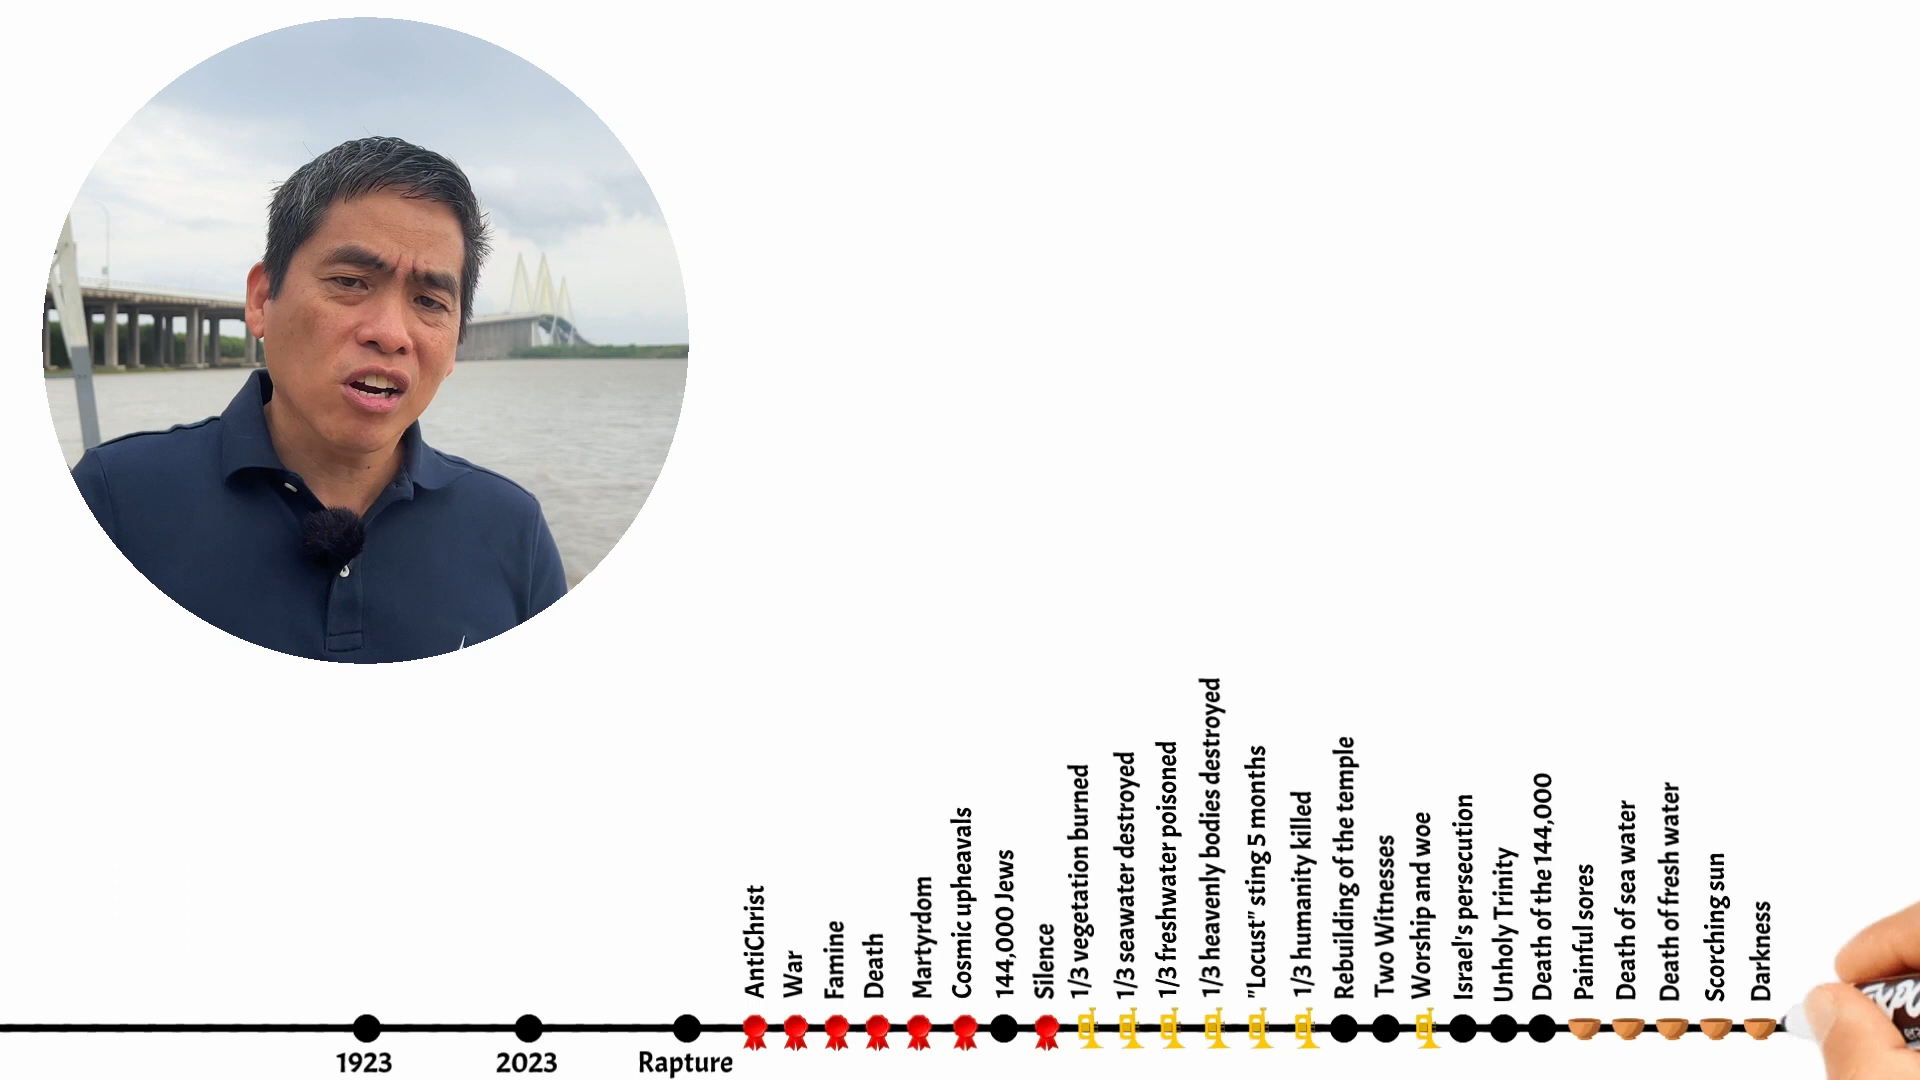 AntiChrist
War
Famine
Death
Martyrdom
Cosmic upheavals
144,000 Jews
Silence
1/3 vegetation burned
1/3 seawater destroyed
1/3 freshwater poisoned
1/3 heavenly bodies destroyed
"Locust" sting 5 months
1/3 humanity killed
Rebuilding of the temple
Two Witnesses
Worship and woe
Israel's persecution
Unholy Trinity
Death of the 144,000
Painful sores
Death of sea water
Death of fresh water
Scorching sun
Darkness
1923
2023
Rapture